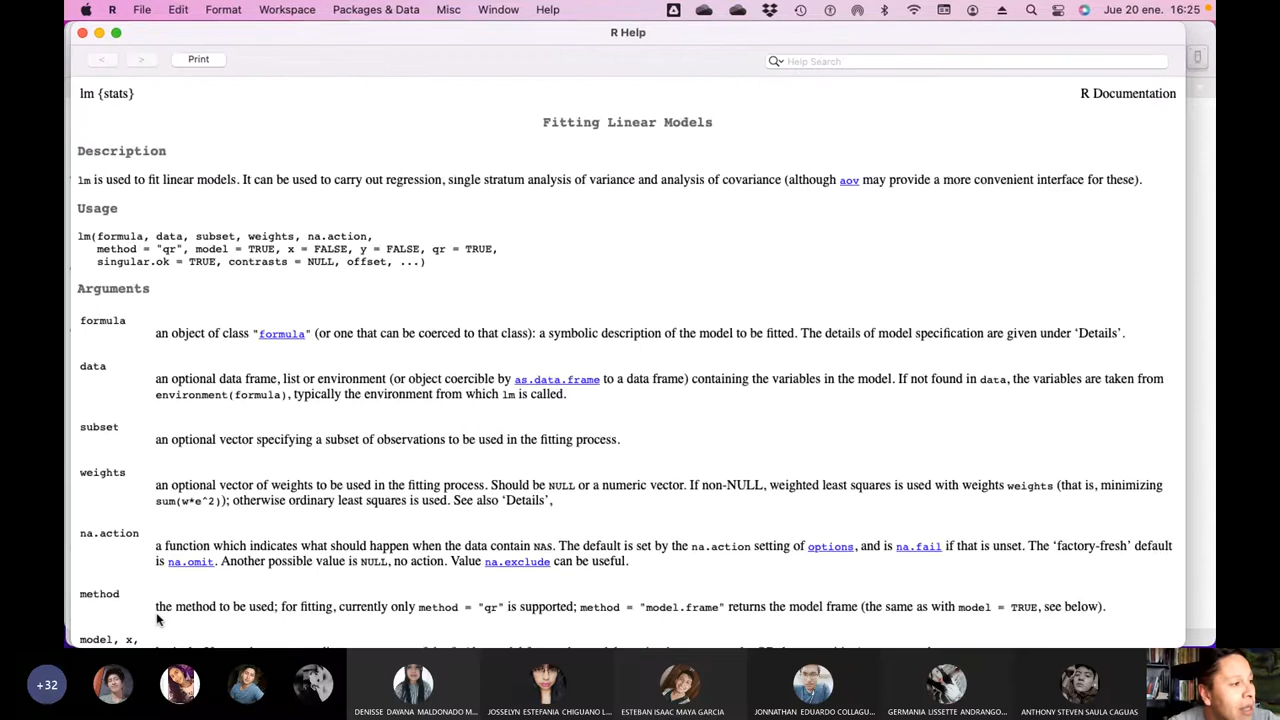 R File Edit Format Workspace Packages & Data Misc Window Help Jue 20 ene. 16:25
R Help
< > Print Help Search
lm {stats} R Documentation
Fitting Linear Models
Description
lm is used to fit linear models. It can be used to carry out regression, single stratum analysis of variance and analysis of covariance (although aov may provide a more convenient interface for these).
Usage
lm(formula, data, subset, weights, na.action,
method = "qr", model = TRUE, x = FALSE, y = FALSE, qr = TRUE,
singular.ok = TRUE, contrasts = NULL, offset, ...)
Arguments
formula
an object of class "formula" (or one that can be coerced to that class): a symbolic description of the model to be fitted. The details of model specification are given under ‘Details’.
data
an optional data frame, list or environment (or object coercible by as.data.frame to a data frame) containing the variables in the model. If not found in data, the variables are taken from
environment(formula), typically the environment from which lm is called.
subset
an optional vector specifying a subset of observations to be used in the fitting process.
weights
an optional vector of weights to be used in the fitting process. Should be NULL or a numeric vector. If non-NULL, weighted least squares is used with weights weights (that is, minimizing
sum(w*e^2)); otherwise ordinary least squares is used. See also ‘Details’,
na.action
a function which indicates what should happen when the data contain NAs. The default is set by the na.action setting of options, and is na.fail if that is unset. The ‘factory-fresh’ default
is na.omit. Another possible value is NULL, no action. Value na.exclude can be useful.
method
the method to be used; for fitting, currently only method = "qr" is supported; method = "model.frame" returns the model frame (the same as with model = TRUE, see below).
model, x,
+32
DENISSE DAYANA MALDONADO M... JOSSELYN ESTEFANIA CHIGUANO L... ESTEBAN ISAAC MAYA GARCIA JONNATHAN EDUARDO COLLAGU... GERMANIA LISSETTE ANDRANGO... ANTHONY STEVEN SAULA CAGUAS